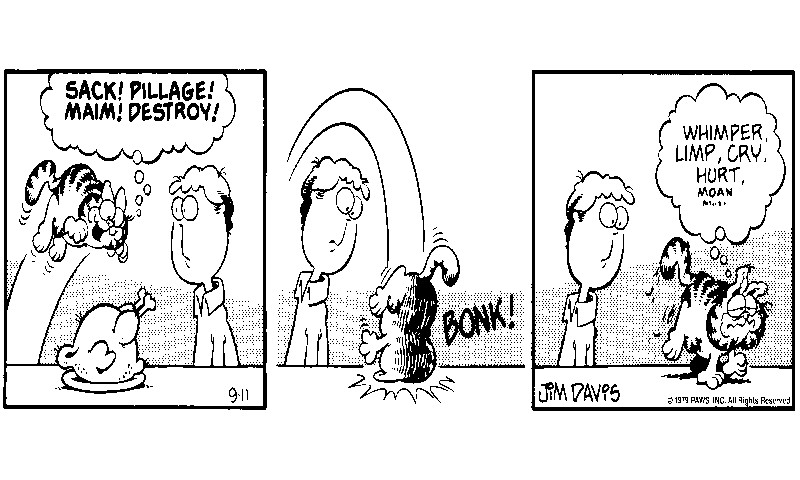 SACK! PILLAGE!
MAIM! DESTROY!
9-11
BONK!
WHIMPER,
LIMP, CRY,
HURT,
MOAN
JIM DAVIS
© 1979 PAWS, INC. All Rights Reserved